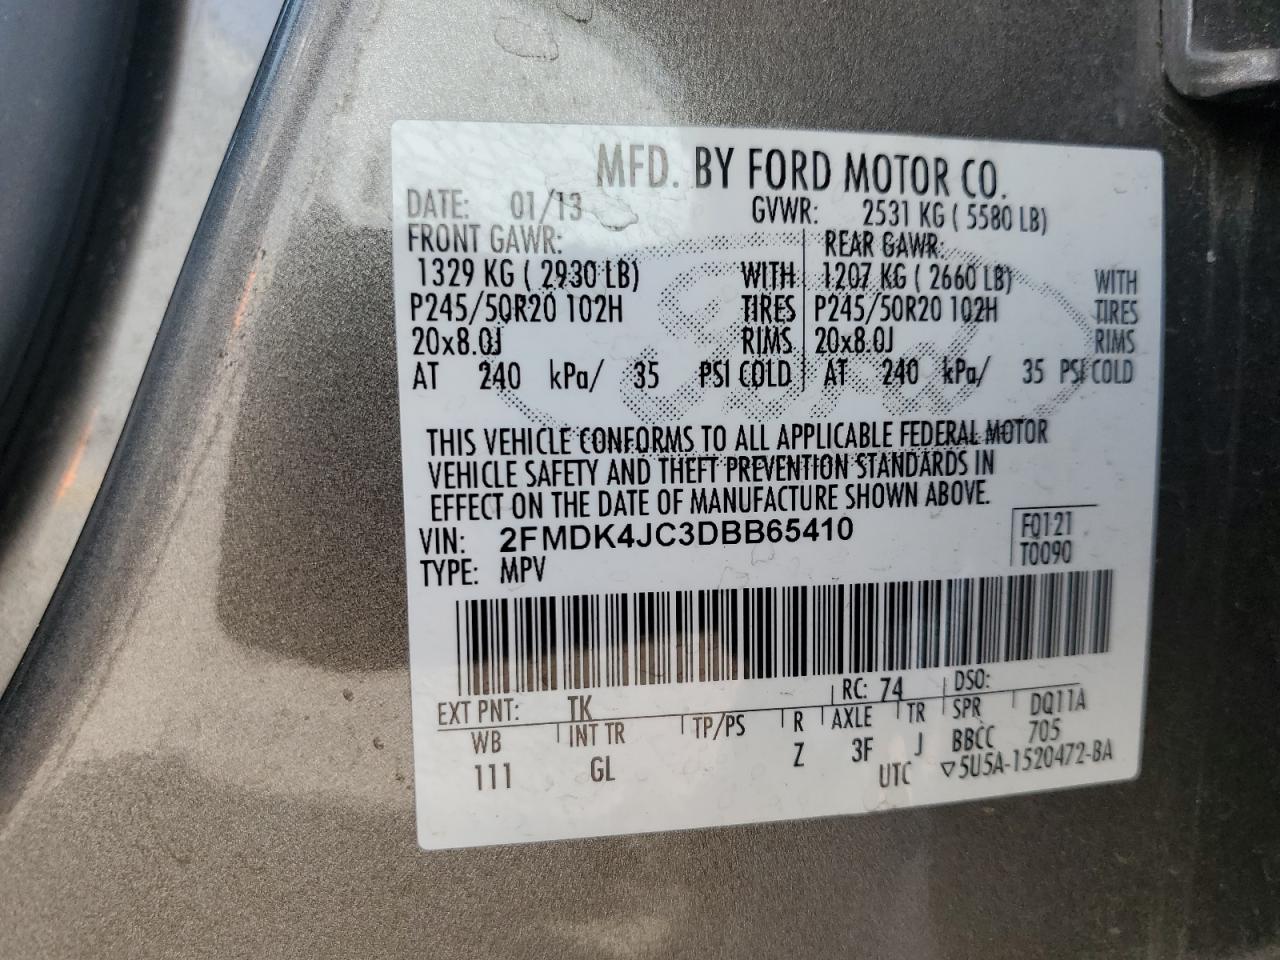 MFD. BY FORD MOTOR CO.
DATE: 01/13 GVWR: 2531 KG ( 5580 LB)
FRONT GAWR: REAR GAWR:
1329 KG ( 2930 LB) WITH 1207 KG ( 2660 LB) WITH
P245/50R20 102H TIRES P245/50R20 102H TIRES
20x8.0J RIMS 20x8.0J RIMS
AT 240 kPa/ 35 PSI COLD AT 240 kPa/ 35 PSI COLD
THIS VEHICLE CONFORMS TO ALL APPLICABLE FEDERAL MOTOR
VEHICLE SAFETY AND THEFT PREVENTION STANDARDS IN
EFFECT ON THE DATE OF MANUFACTURE SHOWN ABOVE.
VIN: 2FMDK4JC3DBB65410 F0121
TYPE: MPV T0090
EXT PNT: TK RC: 74 DSO:
WB INT TR TP/PS R AXLE TR SPR DQ11A
111 GL Z 3F J BBCC 705
UTC ▽5U5A-1520472-BA